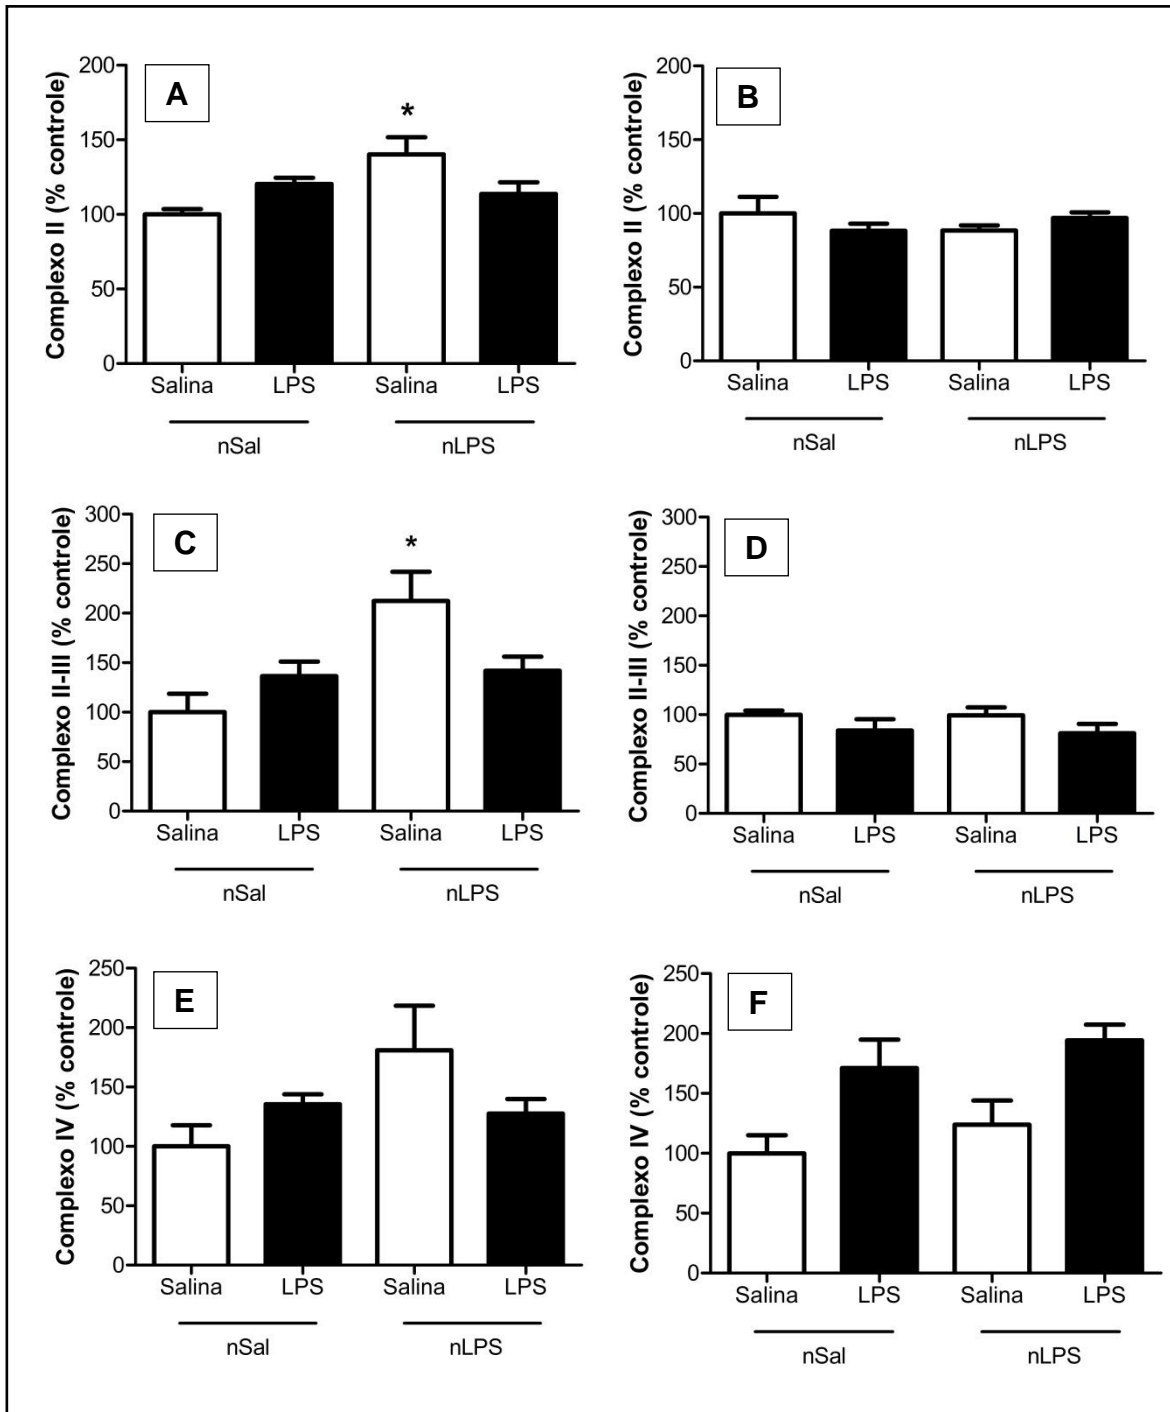 A
Complexo II (% controle)
200
150
100
50
0
*
Salina LPS Salina LPS
nSal nLPS
B
Complexo II (% controle)
200
150
100
50
0
Salina LPS Salina LPS
nSal nLPS
C
Complexo II-III (% controle)
300
250
200
150
100
50
0
*
Salina LPS Salina LPS
nSal nLPS
D
Complexo II-III (% controle)
300
250
200
150
100
50
0
Salina LPS Salina LPS
nSal nLPS
E
Complexo IV (% controle)
250
200
150
100
50
0
Salina LPS Salina LPS
nSal nLPS
F
Complexo IV (% controle)
250
200
150
100
50
0
Salina LPS Salina LPS
nSal nLPS